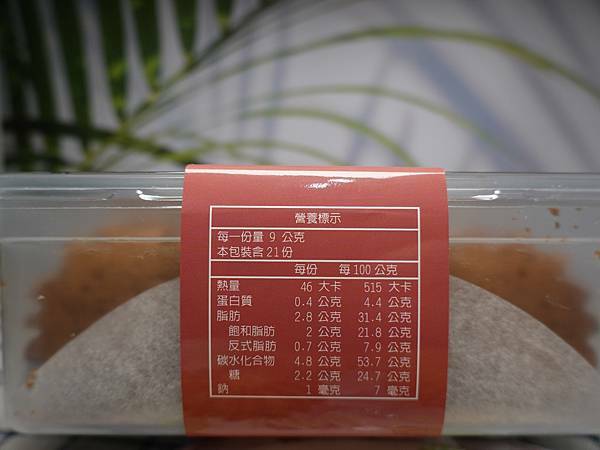 營養標示
每一份量 9 公克
本包裝含 21份
每份 每100公克
熱量 46 大卡 515 大卡
蛋白質 0.4 公克 4.4 公克
脂肪 2.8 公克 31.4 公克
飽和脂肪 2 公克 21.8 公克
反式脂肪 0.7 公克 7.9 公克
碳水化合物 4.8 公克 53.7 公克
糖 2.2 公克 24.7 公克
鈉 1 毫克 7 毫克